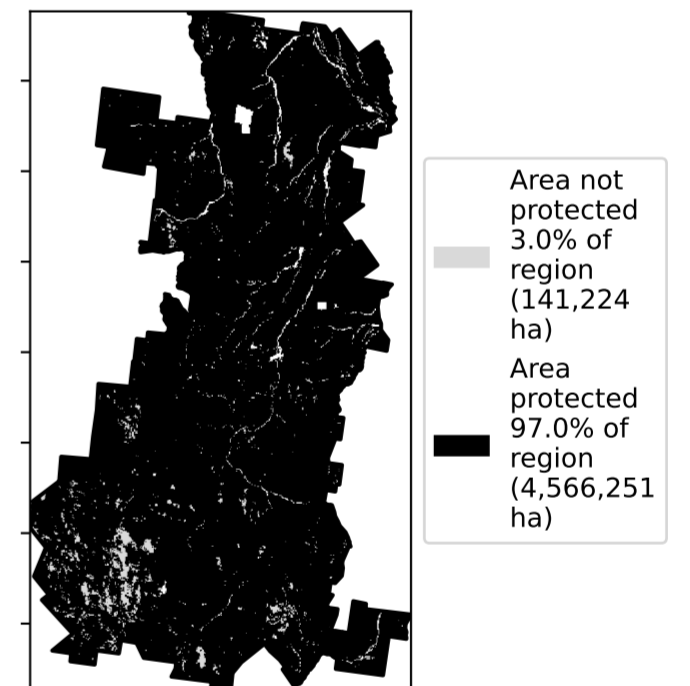 Area not
protected
3.0% of
region
(141,224
ha)
Area
protected
97.0% of
region
(4,566,251
ha)